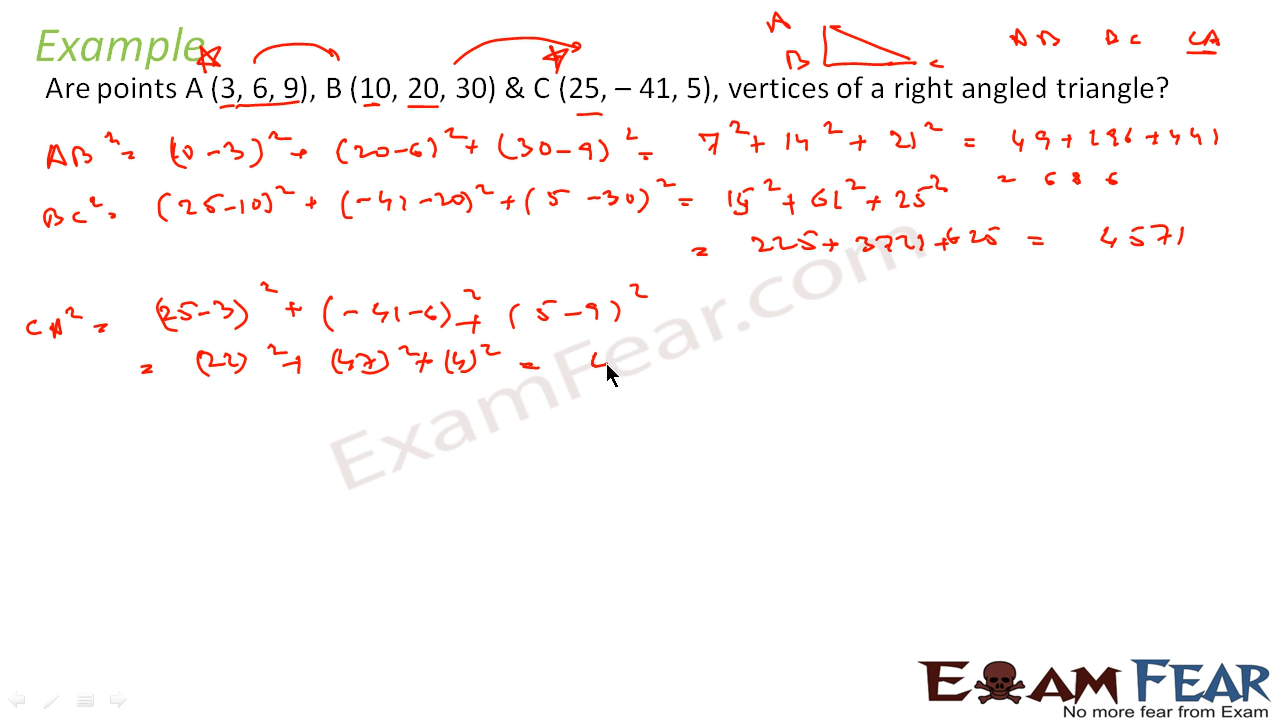 Example
A
B
C
AB BC CA
Are points A (3, 6, 9), B (10, 20, 30) & C (25, – 41, 5), vertices of a right angled triangle?
AB² = (10-3)² + (20-6)² + (30-9)² = 7² + 14² + 21² = 49 + 196 + 441
= 686
BC² = (25-10)² + (-41-20)² + (5-30)² = 15² + 61² + 25²
= 225 + 3721 + 625 = 4571
CA² = (25-3)² + (-41-6)² + (5-9)²
= (22)² + (47)² + (4)² = 4
ExamFear.com
EXAM FEAR
No more fear from Exam